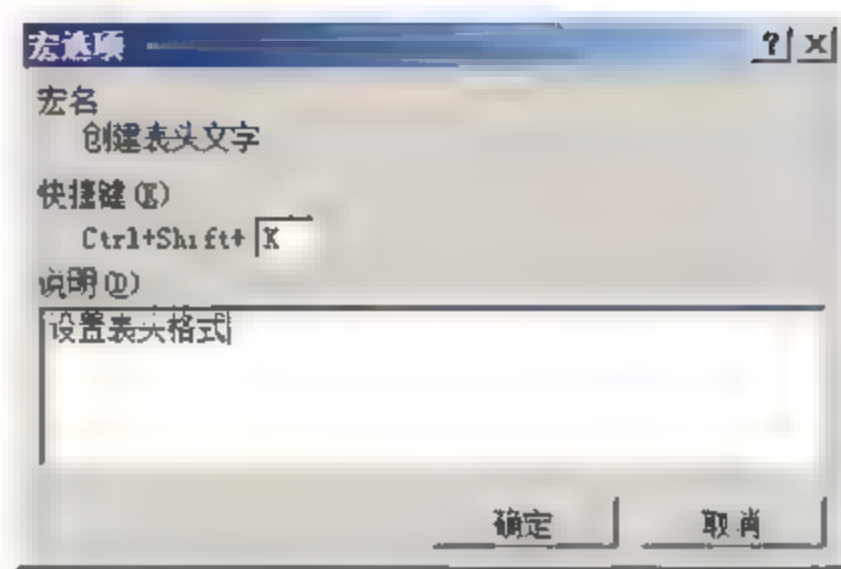 宏选项
宏名
创建表头文字
快捷键(K)
Ctrl+Shift+ K
说明(D)
设置表头格式
确定 取消